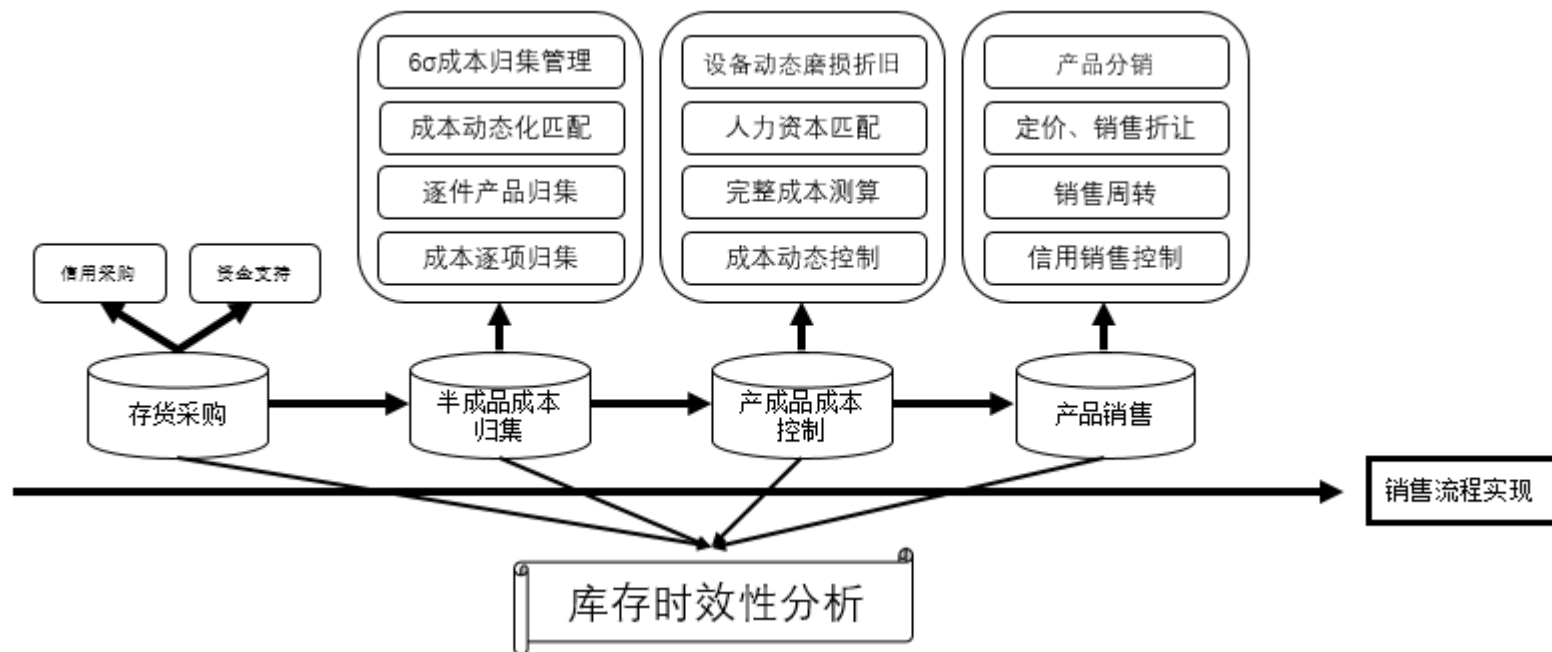 6σ成本归集管理
成本动态化匹配
逐件产品归集
成本逐项归集
设备动态磨损折旧
人力资本匹配
完整成本测算
成本动态控制
产品分销
定价、销售折让
销售周转
信用销售控制
信用采购
资金支持
存货采购
半成品成本
归集
产成品成本
控制
产品销售
销售流程实现
库存时效性分析